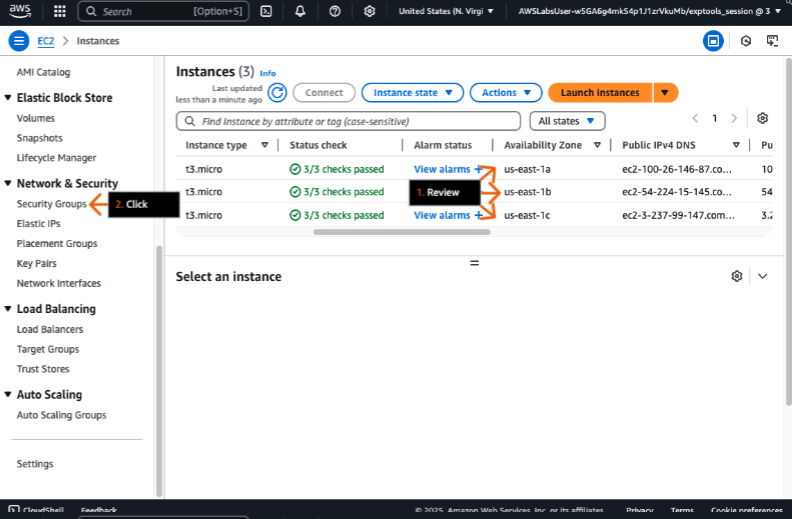 aws Search [Option+S] United States (N. Virgi AWSLabsUser-w5GA6g4mkS4p1J1zrVkuMb/exptools_session @ 3
EC2 > Instances
AMI Catalog
Elastic Block Store
Volumes
Snapshots
Lifecycle Manager
Network & Security
Security Groups
2. Click
Elastic IPs
Placement Groups
Key Pairs
Network Interfaces
Load Balancing
Load Balancers
Target Groups
Trust Stores
Auto Scaling
Auto Scaling Groups
Settings
Instances (3) Info
Last updated
less than a minute ago
Connect Instance state Actions Launch instances
Find Instance by attribute or tag (case-sensitive) All states 1
Instance type Status check Alarm status Availability Zone Public IPv4 DNS Pu
t3.micro 3/3 checks passed View alarms + us-east-1a ec2-100-26-146-87.co... 10
t3.micro 3/3 checks passed 1. Review us-east-1b ec2-54-224-15-145.co... 54
t3.micro 3/3 checks passed View alarms + us-east-1c ec2-3-237-99-147.com... 3.2
Select an instance
CloudShell Feedback © 2025, Amazon Web Services, Inc. or its affiliates. Privacy Terms Cookie preferences